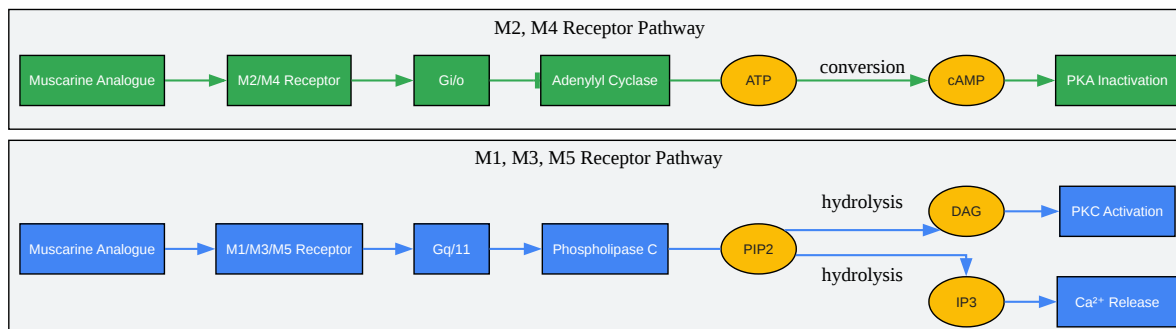 M2, M4 Receptor Pathway
Muscarine Analogue
M2/M4 Receptor
Gi/o
Adenylyl Cyclase
ATP
conversion
cAMP
PKA Inactivation
M1, M3, M5 Receptor Pathway
Muscarine Analogue
M1/M3/M5 Receptor
Gq/11
Phospholipase C
PIP2
hydrolysis
DAG
PKC Activation
hydrolysis
IP3
Ca²⁺ Release